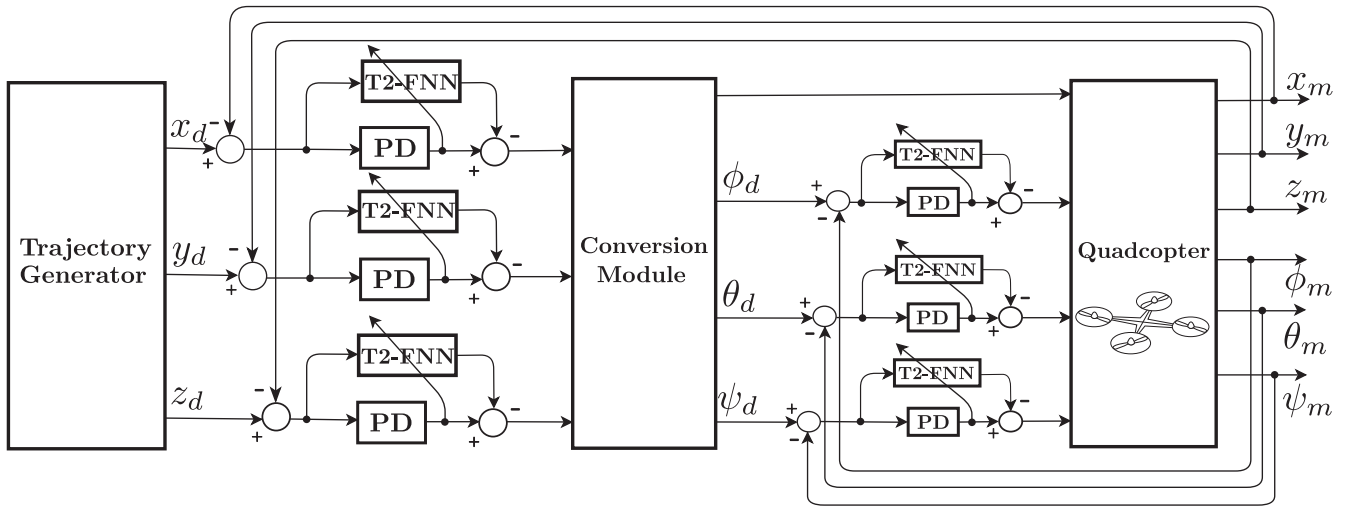 Trajectory
Generator
x_d
y_d
z_d
-
+
-
+
-
+
T2-FNN
PD
-
+
T2-FNN
PD
-
+
T2-FNN
PD
-
+
Conversion
Module
ϕ_d
θ_d
ψ_d
+
-
+
-
+
-
T2-FNN
PD
-
+
T2-FNN
PD
-
+
T2-FNN
PD
-
+
Quadcopter
x_m
y_m
z_m
ϕ_m
θ_m
ψ_m